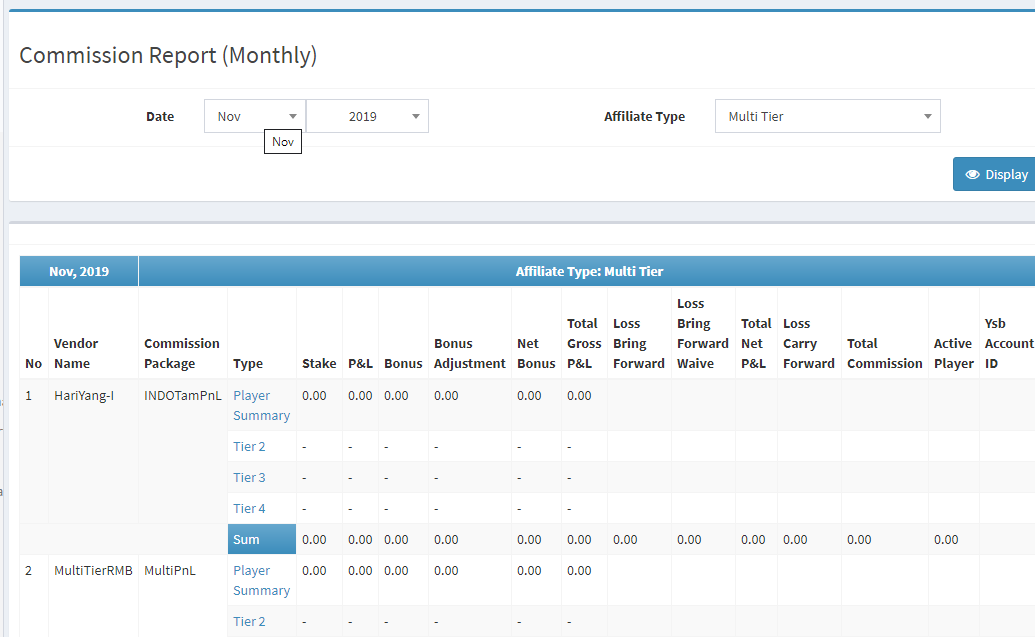 Commission Report (Monthly)
Date Nov 2019 Affiliate Type Multi Tier
Nov
Display
Nov, 2019 Affiliate Type: Multi Tier
No Vendor Name Commission Package Type Stake P&L Bonus Bonus Adjustment Net Bonus Total Gross P&L Loss Bring Forward Loss Bring Forward Waive Total Net P&L Loss Carry Forward Total Commission Active Player Ysb Account ID
1 HariYang-I INDOTamPnL Player Summary 0.00 0.00 0.00 0.00 0.00 0.00
Tier 2 - - - - - -
Tier 3 - - - - - -
Tier 4 - - - - - -
Sum 0.00 0.00 0.00 0.00 0.00 0.00 0.00 0.00 0.00 0.00 0.00 0.00
2 MultiTierRMB MultiPnL Player Summary 0.00 0.00 0.00 0.00 0.00 0.00
Tier 2 - - - - - -